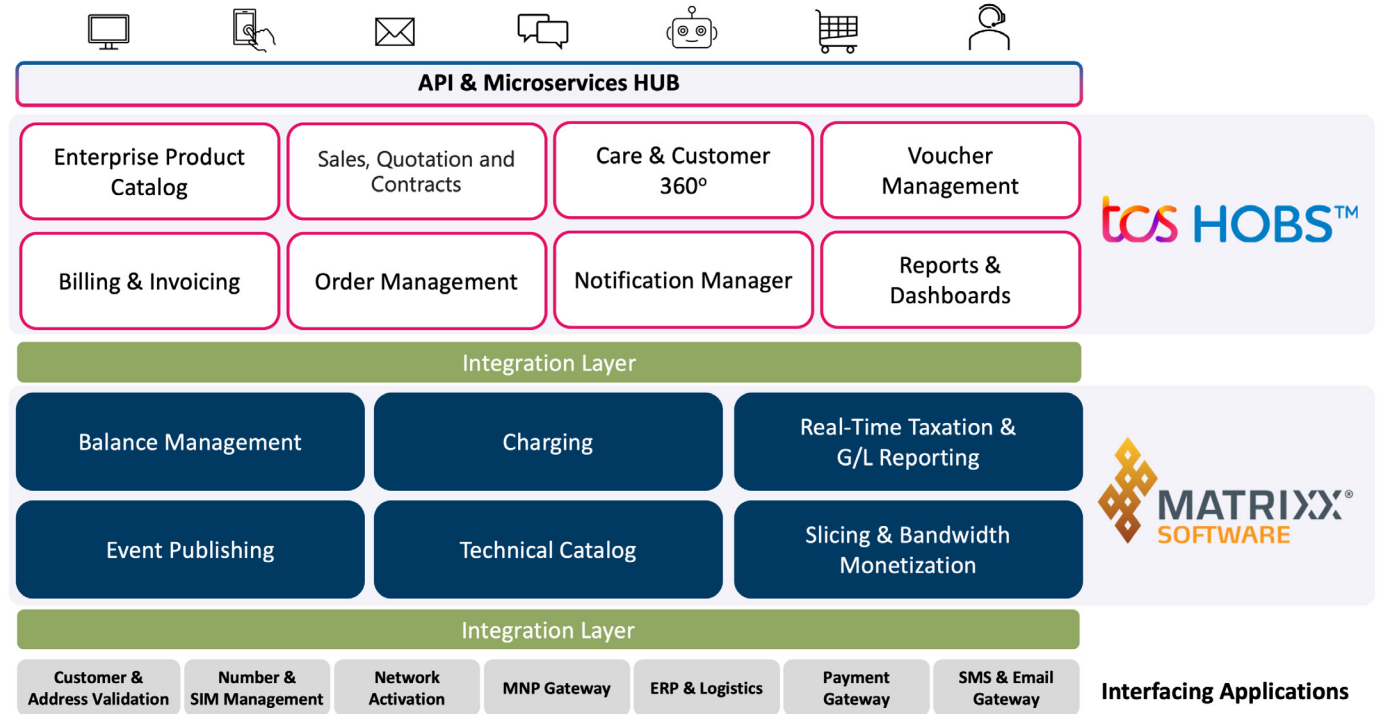 API & Microservices HUB
Enterprise Product
Catalog
Sales, Quotation and
Contracts
Care & Customer
360º
Voucher
Management
Billing & Invoicing
Order Management
Notification Manager
Reports &
Dashboards
tcs HOBS™
Integration Layer
Balance Management
Charging
Real-Time Taxation &
G/L Reporting
Event Publishing
Technical Catalog
Slicing & Bandwidth
Monetization
MATRIXX®
SOFTWARE
Integration Layer
Customer &
Address Validation
Number &
SIM Management
Network
Activation
MNP Gateway
ERP & Logistics
Payment
Gateway
SMS & Email
Gateway
Interfacing Applications